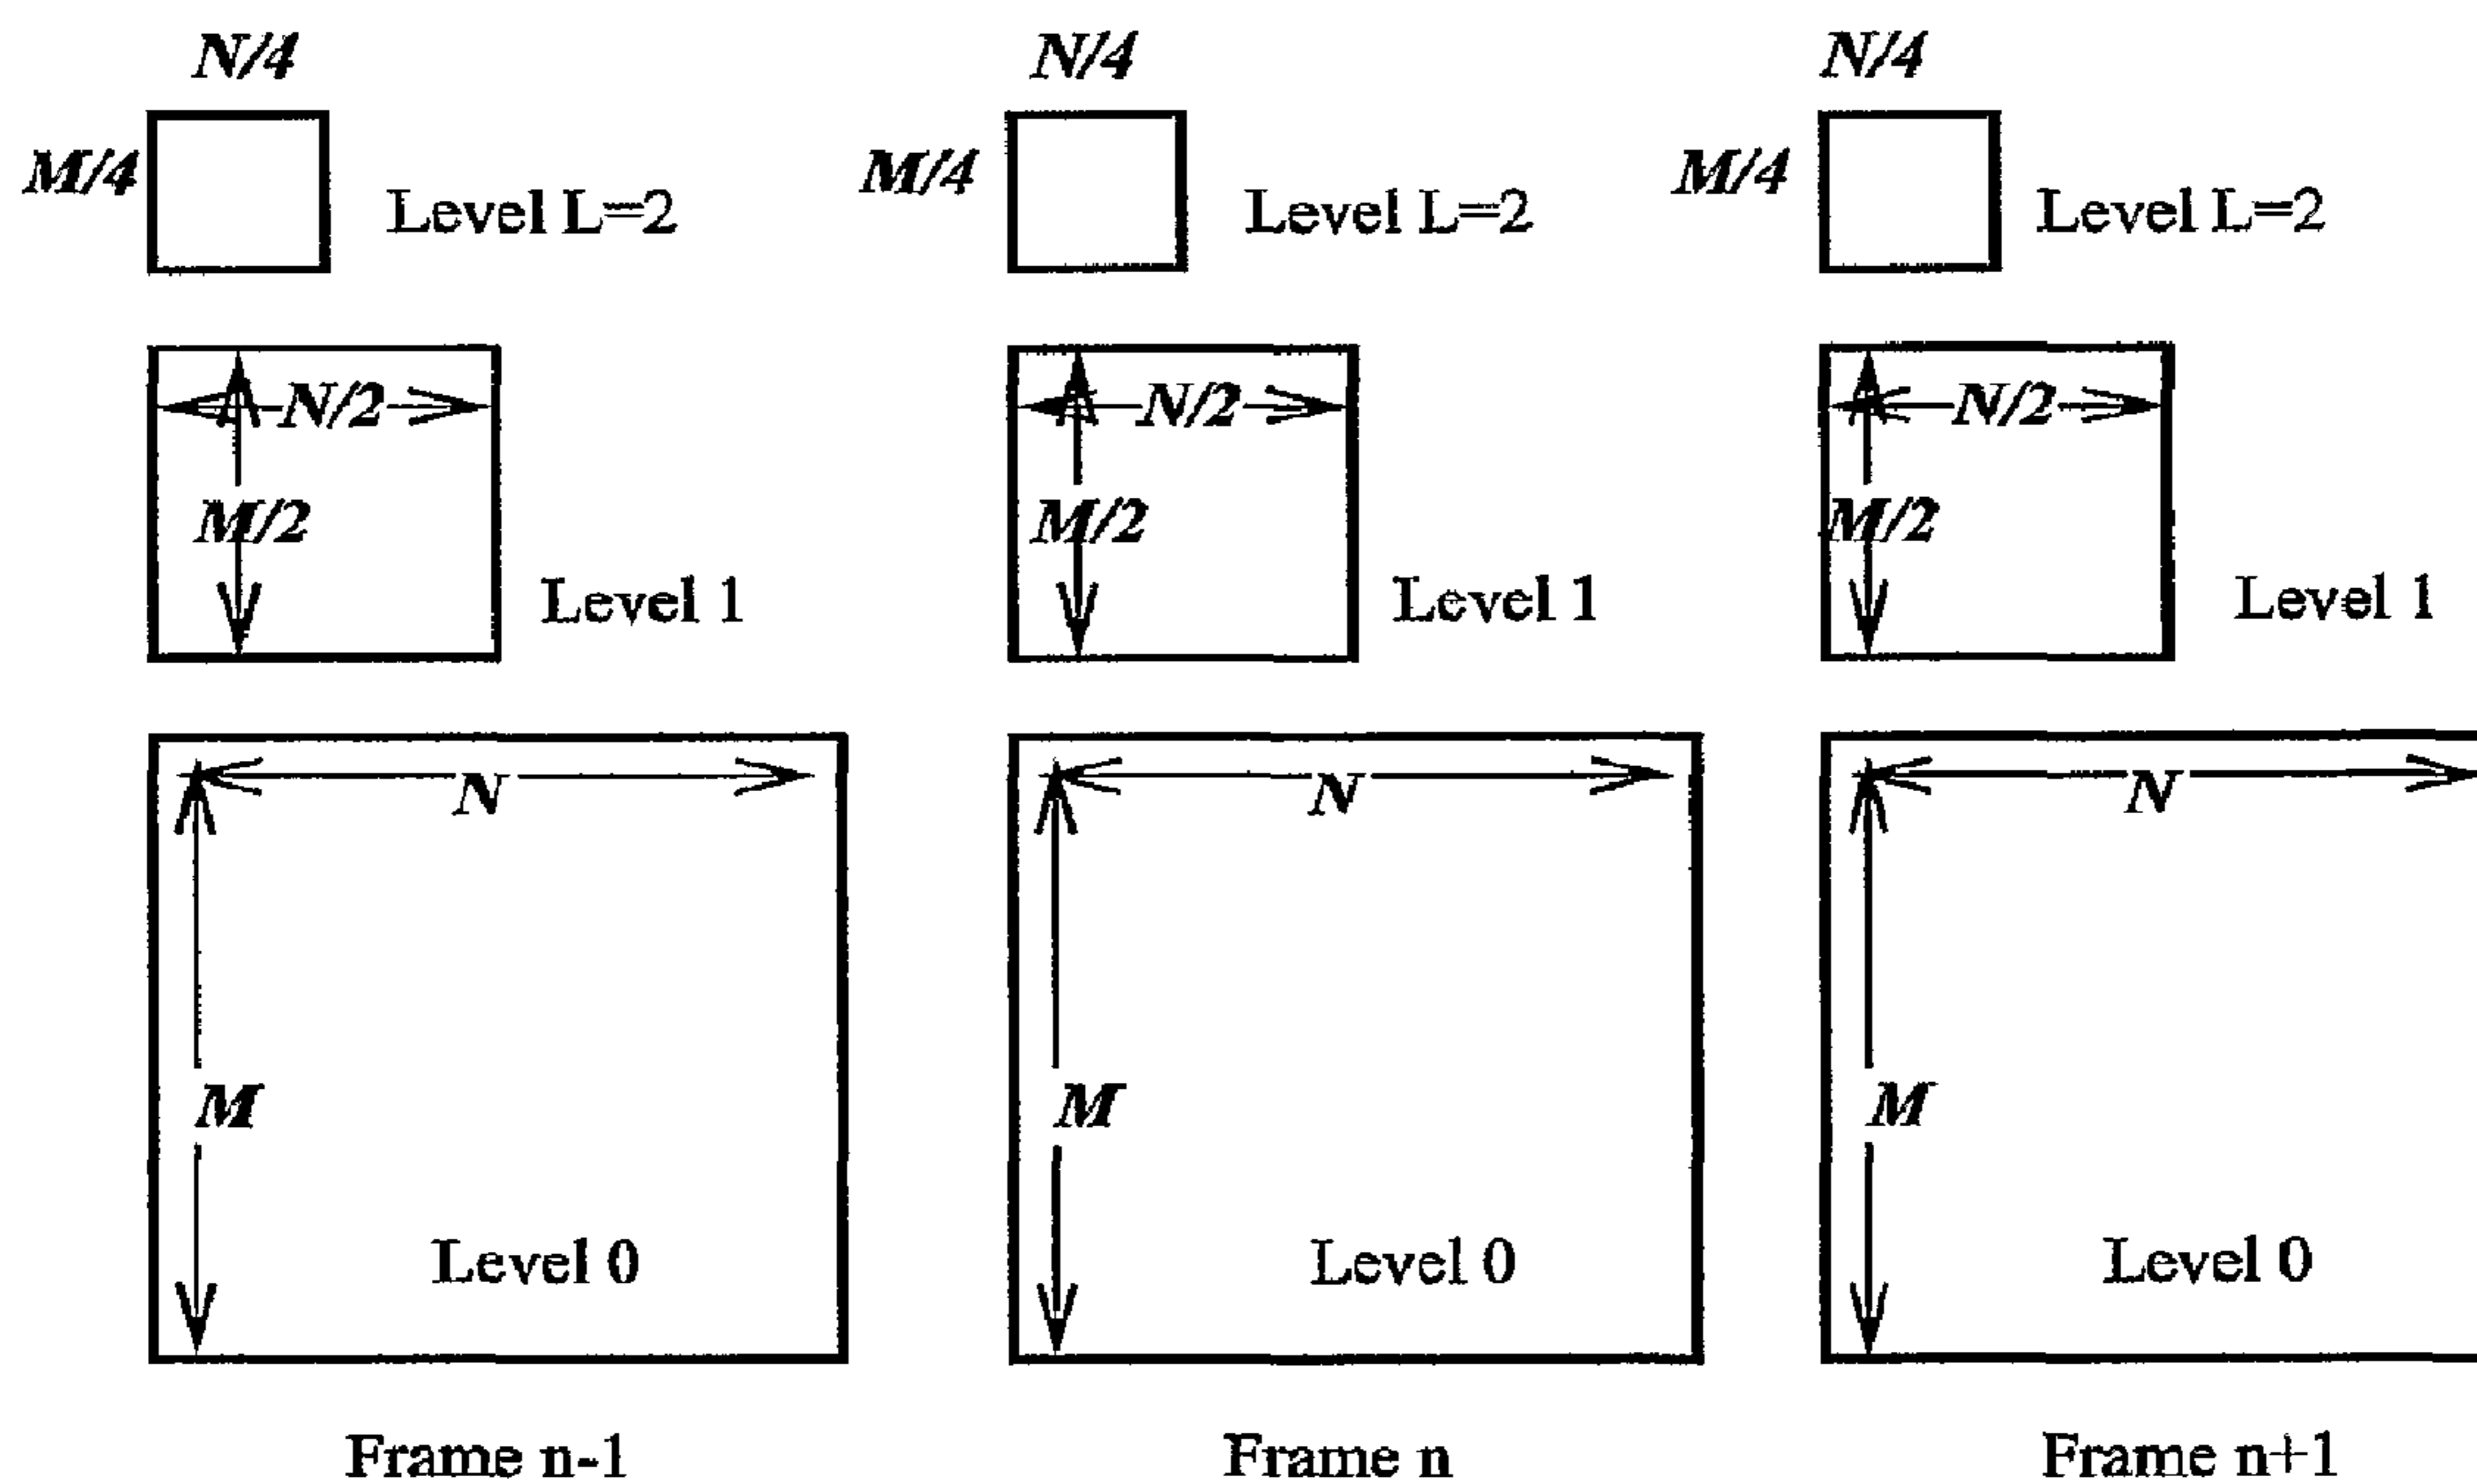 N/4 N/4 N/4
M/4 Level L=2 M/4 Level L=2 M/4 Level L=2
N/2 N/2 N/2
M/2 M/2 M/2
Level 1 Level 1 Level 1
N N N
M M M
Level 0 Level 0 Level 0
Frame n-1 Frame n Frame n+1